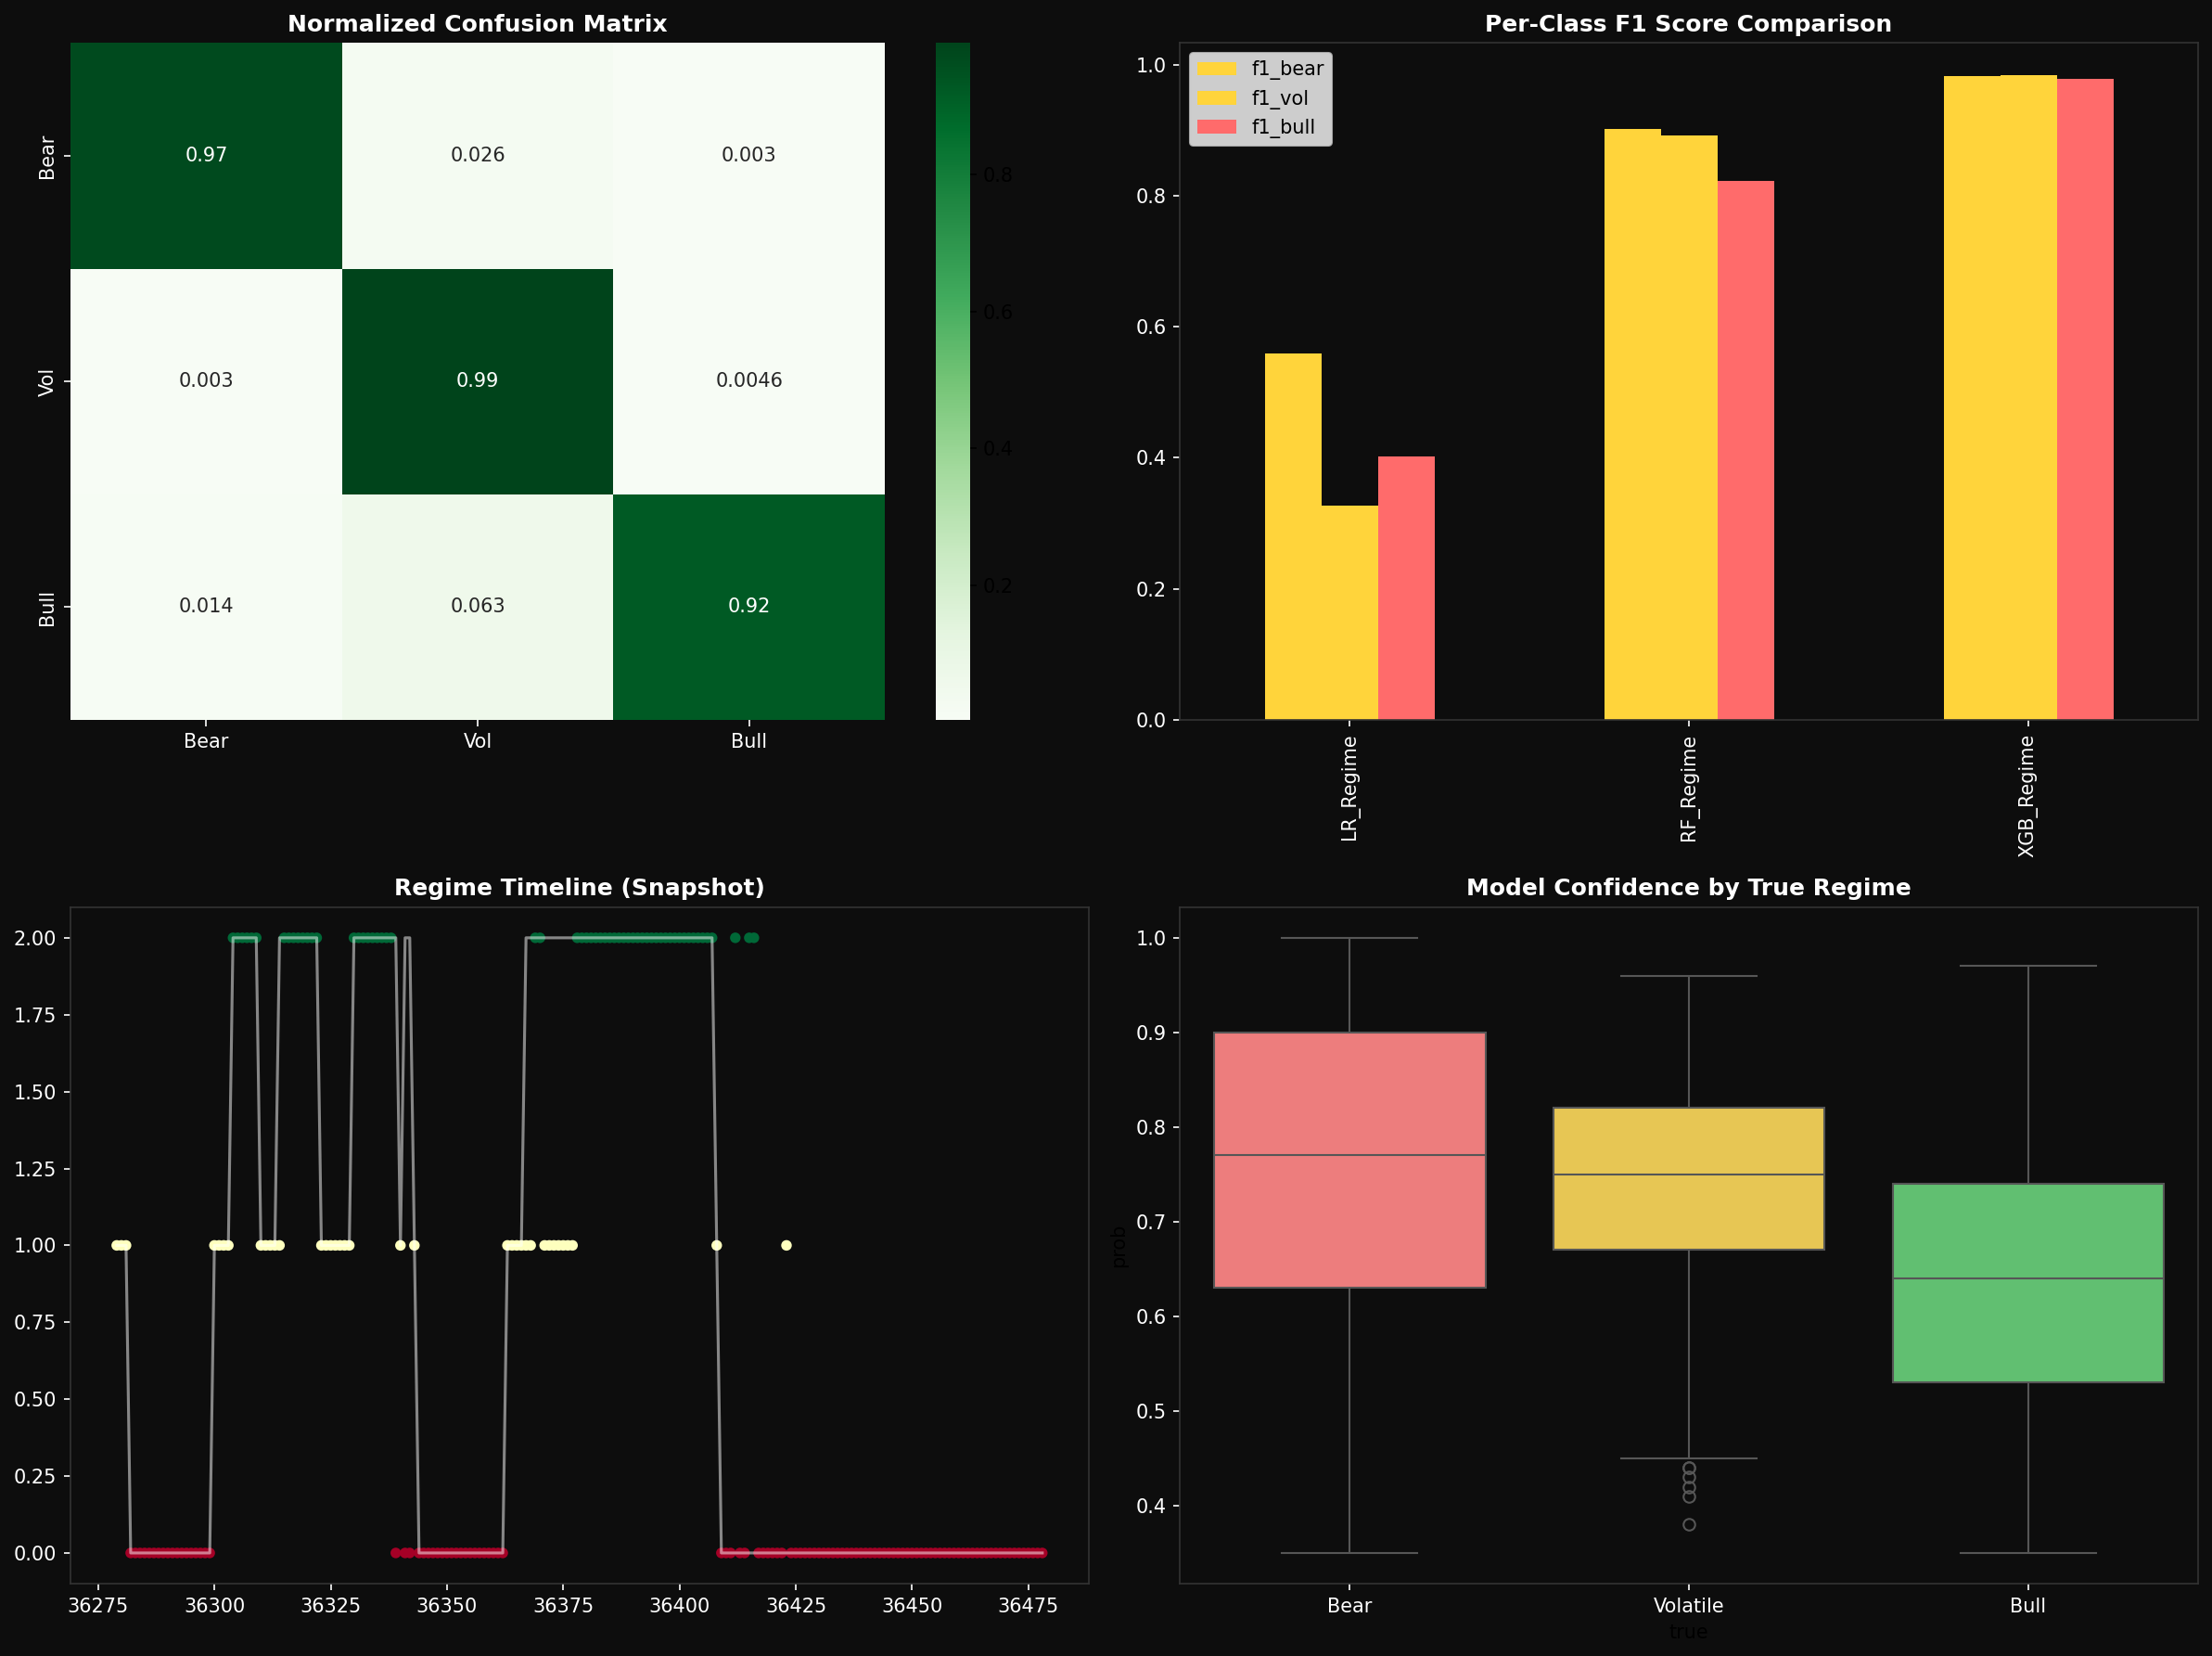 Normalized Confusion Matrix
Bear
0.97
0.026
0.003
Vol
0.003
0.99
0.0046
Bull
0.014
0.063
0.92
Bear
Vol
Bull
0.8
0.6
0.4
0.2
Per-Class F1 Score Comparison
f1_bear
f1_vol
f1_bull
1.0
0.8
0.6
0.4
0.2
0.0
LR_Regime
RF_Regime
XGB_Regime
Regime Timeline (Snapshot)
2.00
1.75
1.50
1.25
1.00
0.75
0.50
0.25
0.00
36275
36300
36325
36350
36375
36400
36425
36450
36475
Model Confidence by True Regime
prob
1.0
0.9
0.8
0.7
0.6
0.5
0.4
Bear
Volatile
Bull
true